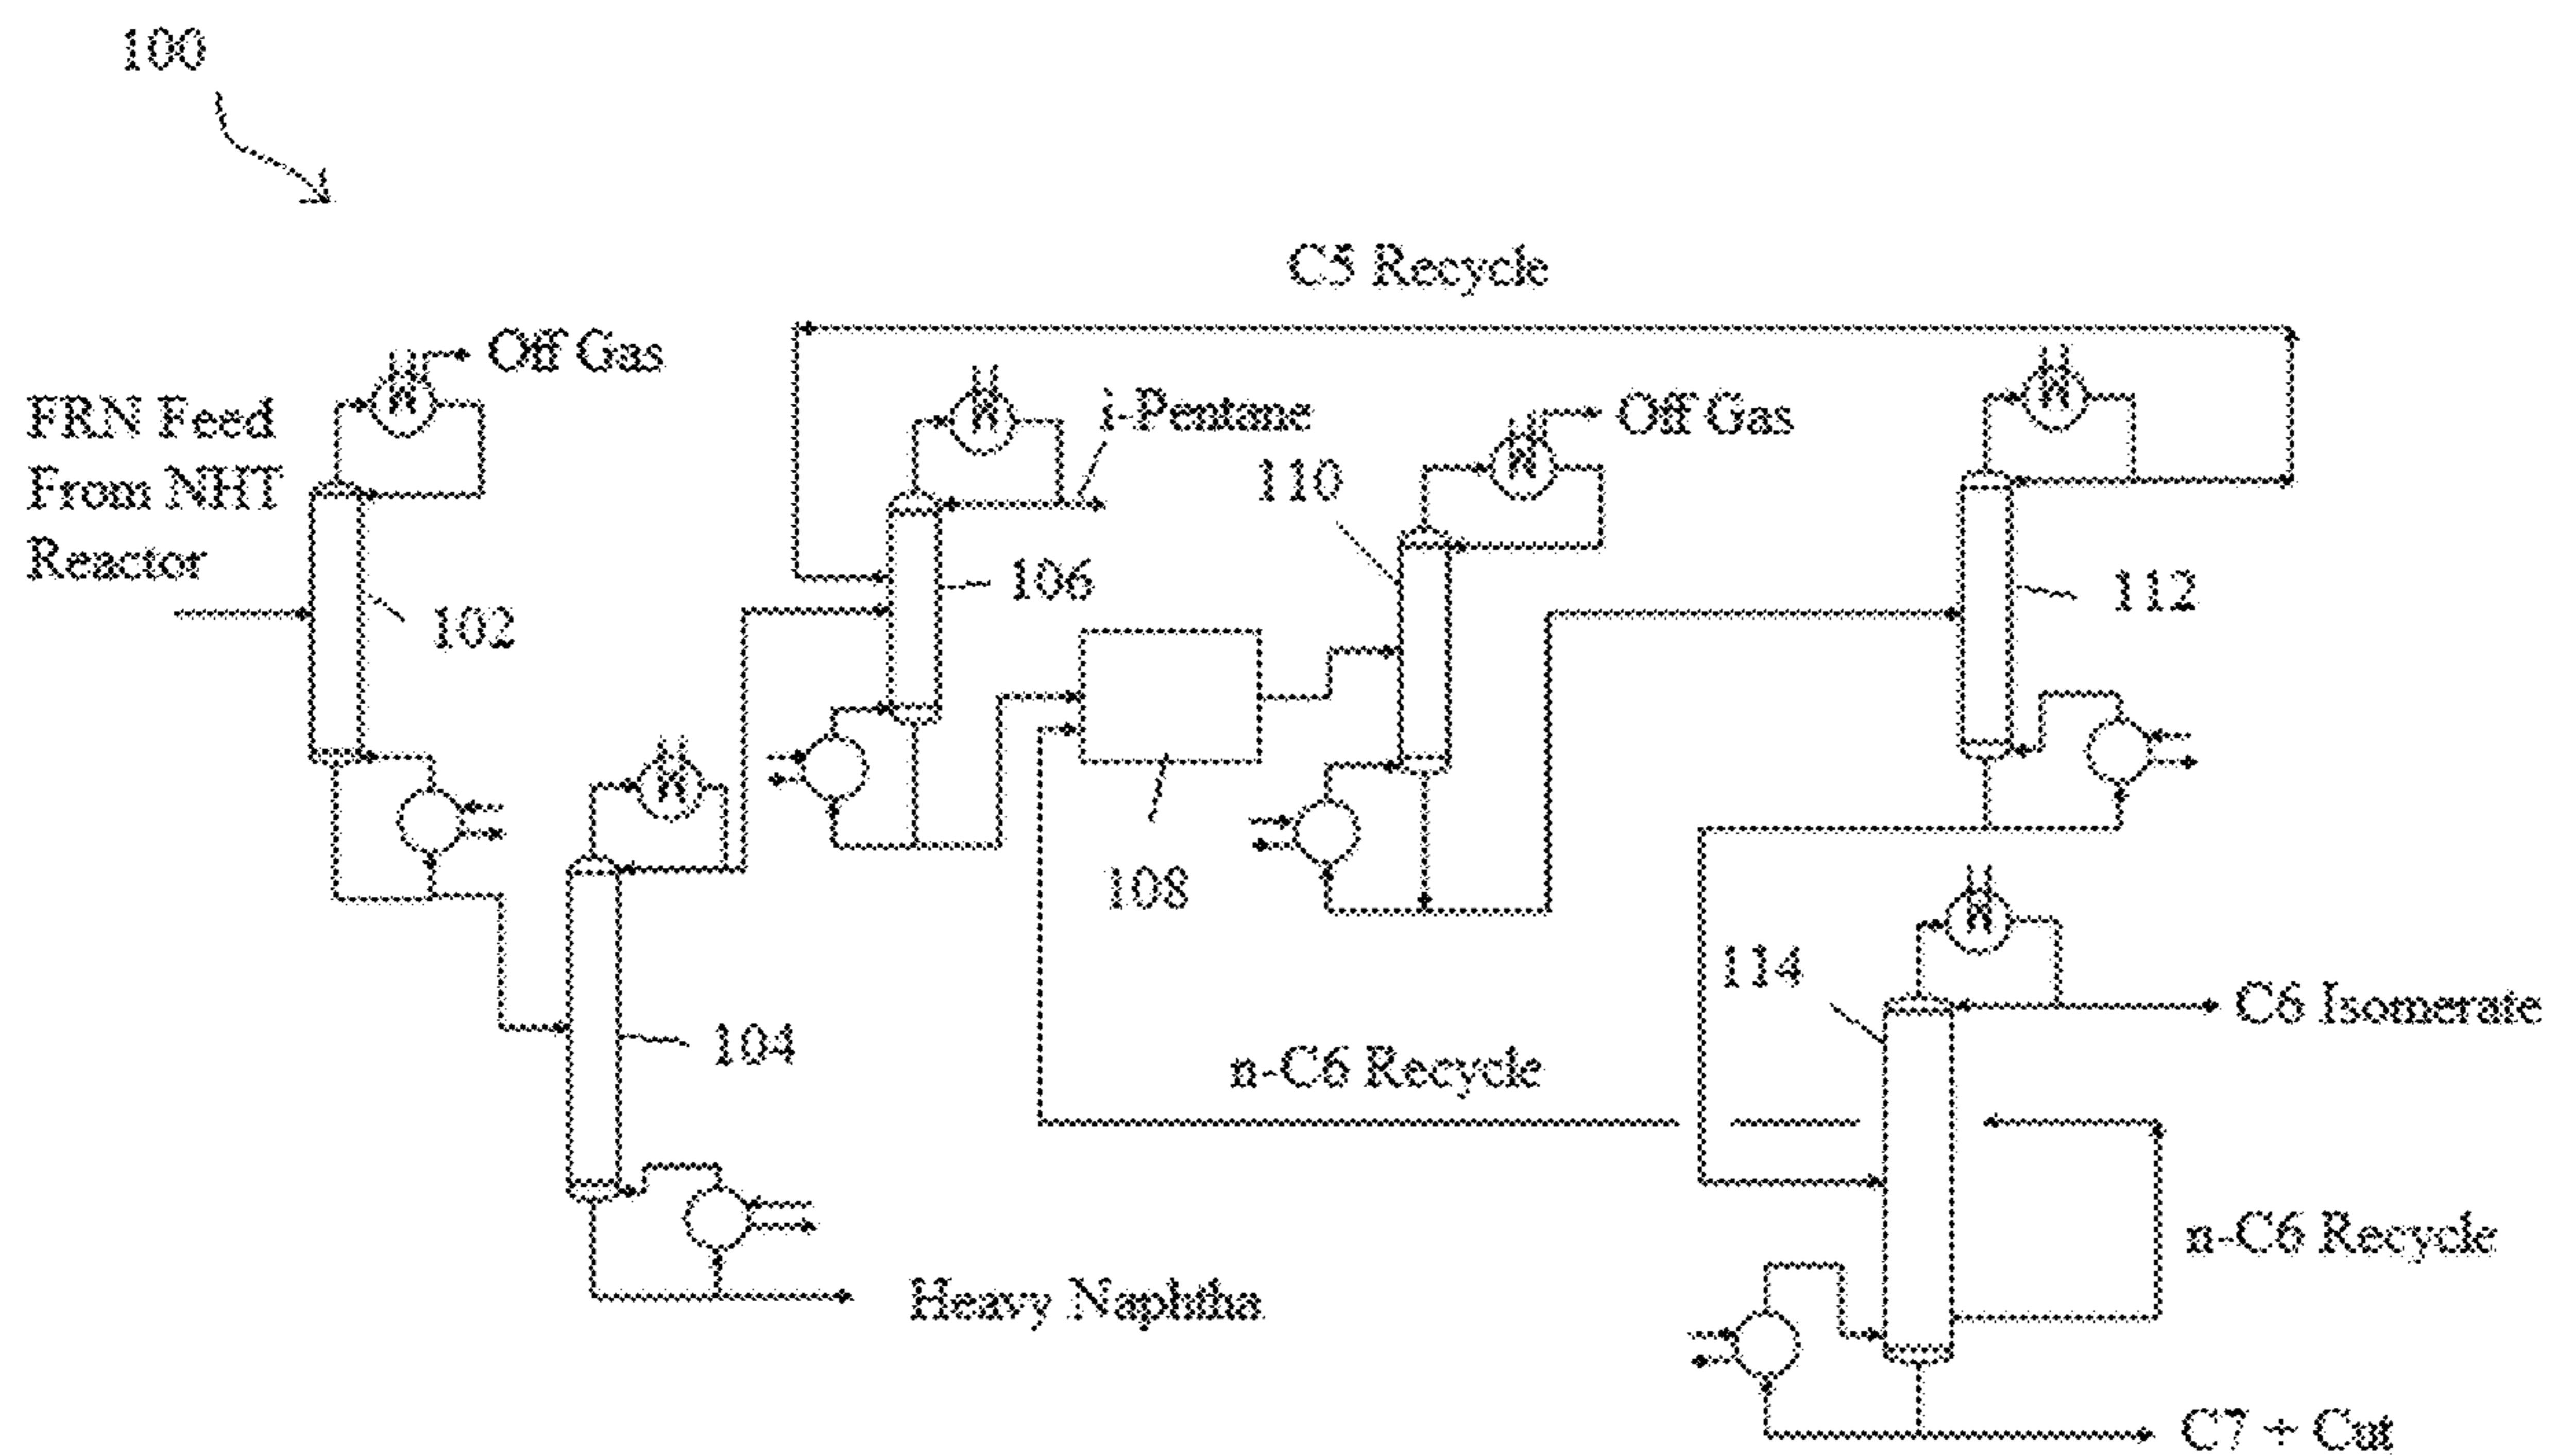 100
C5 Recycle
Off Gas
FRN Feed
From NHT
Reactor
i-Pentane
Off Gas
110
106
112
102
108
114
C6 Isomerate
104
n-C6 Recycle
n-C6 Recycle
Heavy Naphtha
C7 + Cut